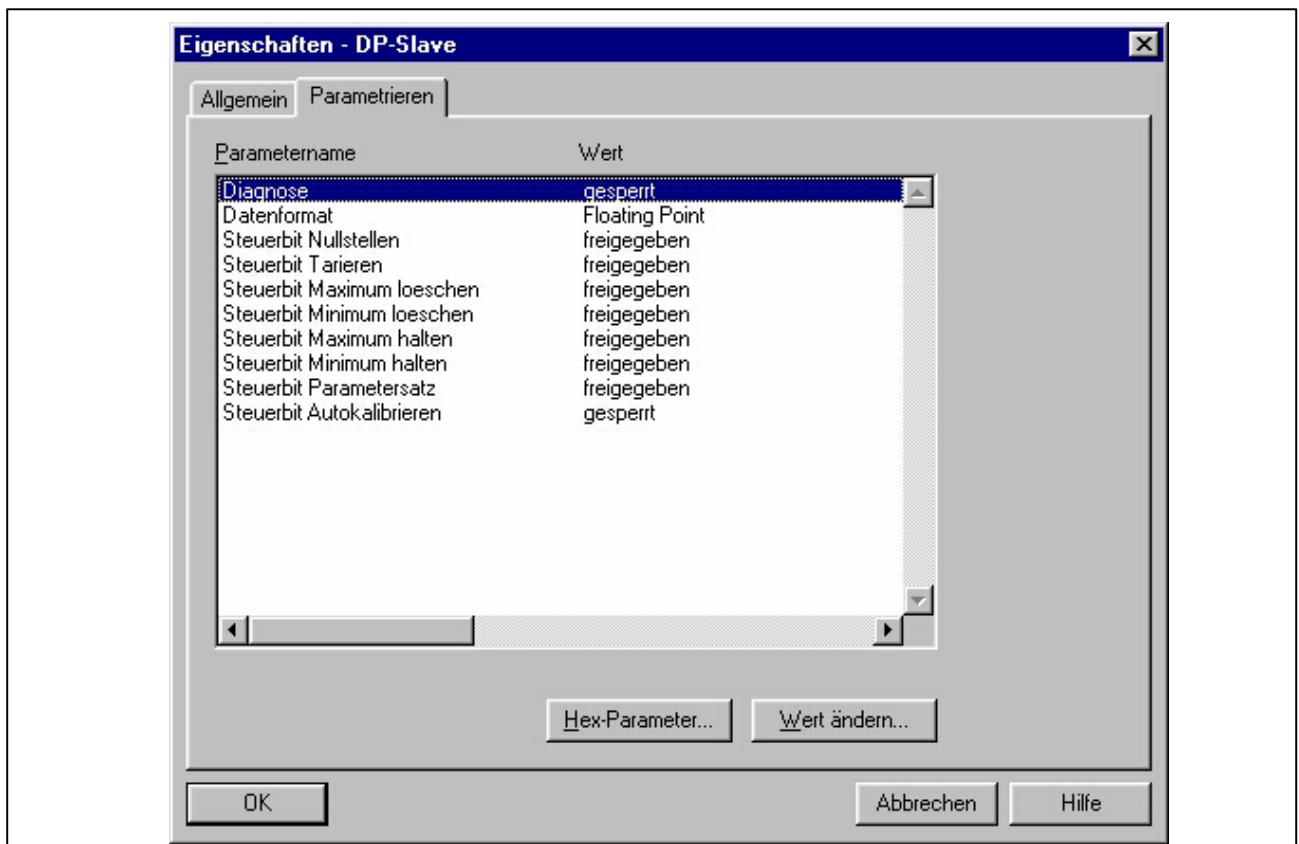 Eigenschaften - DP-Slave
Allgemein Parametrieren
Parametername Wert
Diagnose gesperrt
Datenformat Floating Point
Steuerbit Nullstellen freigegeben
Steuerbit Tarieren freigegeben
Steuerbit Maximum loeschen freigegeben
Steuerbit Minimum loeschen freigegeben
Steuerbit Maximum halten freigegeben
Steuerbit Minimum halten freigegeben
Steuerbit Parametersatz freigegeben
Steuerbit Autokalibrieren gesperrt
Hex-Parameter... Wert ändern...
OK Abbrechen Hilfe